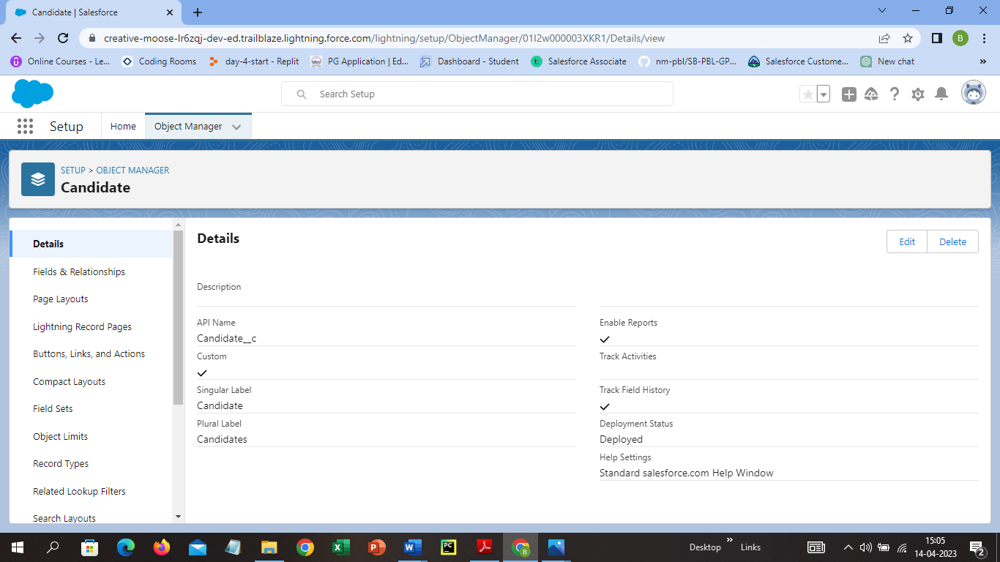 Candidate | Salesforce
creative-moose-lr6zqj-dev-ed.trailblaze.lightning.force.com/lightning/setup/ObjectManager/01I2w000003XKR1/Details/view
B
Online Courses - Le... Coding Rooms day-4-start - Replit PG Application | Ed... Dashboard - Student t: Salesforce Associate nm-pbl/SB-PBL-GP... Salesforce Custome... New chat »
Search Setup
Setup Home Object Manager
SETUP > OBJECT MANAGER
Candidate
Details
Fields & Relationships
Page Layouts
Lightning Record Pages
Buttons, Links, and Actions
Compact Layouts
Field Sets
Object Limits
Record Types
Related Lookup Filters
Search Layouts
Details
Edit Delete
Description
API Name
Candidate__c
Custom
Singular Label
Candidate
Plural Label
Candidates
Enable Reports
Track Activities
Track Field History
Deployment Status
Deployed
Help Settings
Standard salesforce.com Help Window
Desktop » Links
15:05
14-04-2023
2